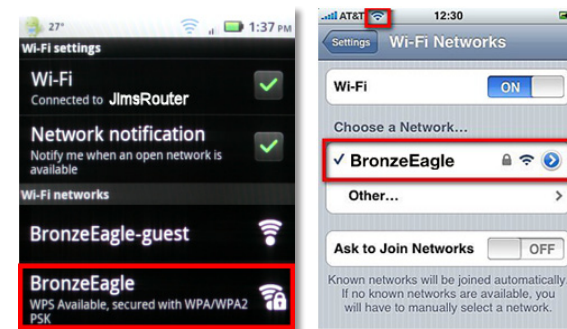 27°
1:37 PM
Wi-Fi settings
Wi-Fi
Connected to JimsRouter
Network notification
Notify me when an open network is
available
Wi-Fi networks
BronzeEagle-guest
BronzeEagle
WPS Available, secured with WPA/WPA2
PSK
AT&T
12:30
Settings
Wi-Fi Networks
Wi-Fi
ON
Choose a Network...
✓ BronzeEagle
Other...
Ask to Join Networks
OFF
Known networks will be joined automatically.
If no known networks are available, you
will have to manually select a network.